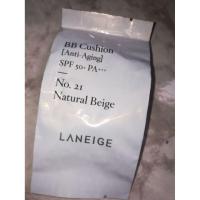 BB Cushion
[Anti-Aging]
SPF 50+ PA+++
No. 21
Natural Beige
LANEIGE